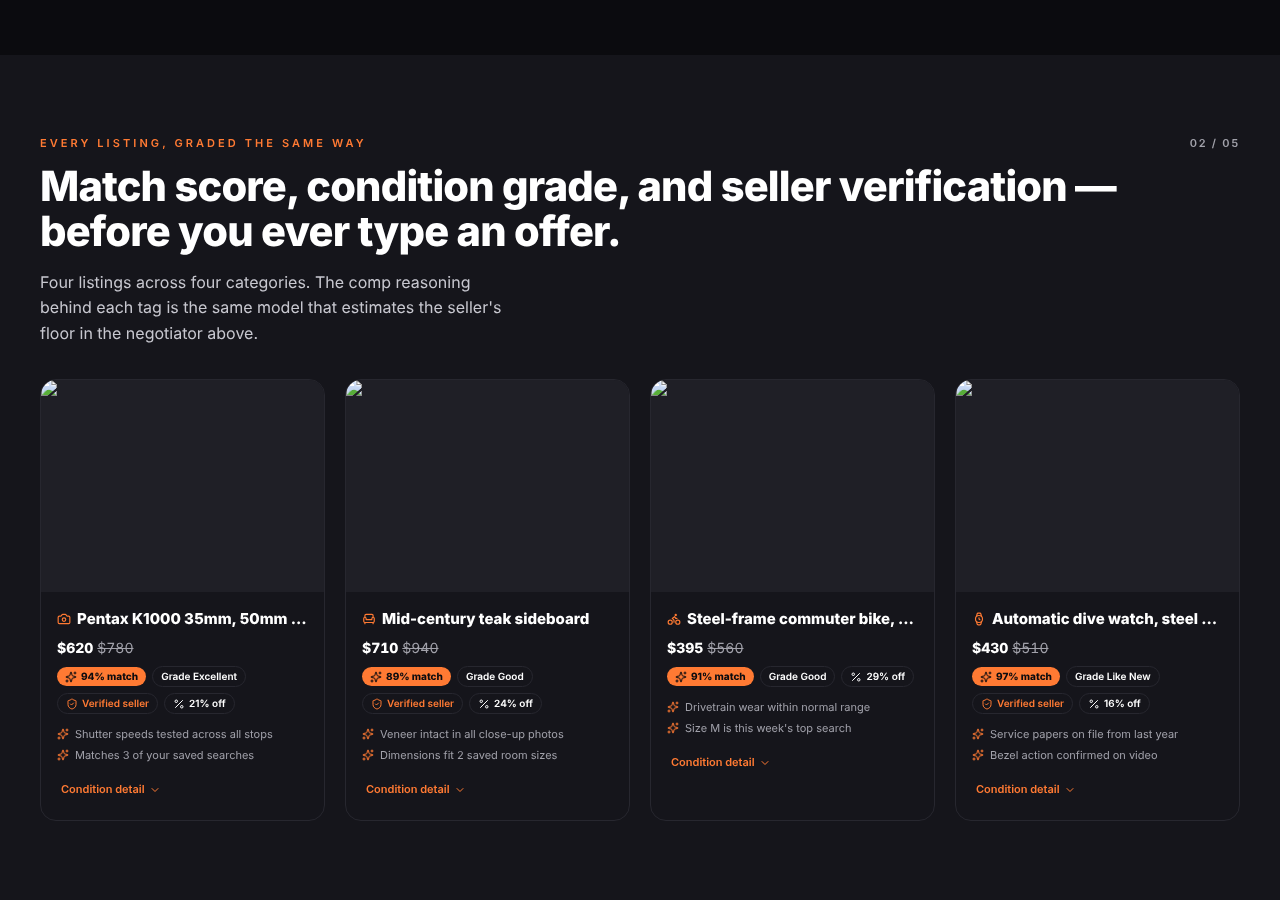 EVERY LISTING, GRADED THE SAME WAY
02 / 05
Match score, condition grade, and seller verification —
before you ever type an offer.
Four listings across four categories. The comp reasoning
behind each tag is the same model that estimates the seller's
floor in the negotiator above.
Pentax K1000 35mm, 50mm ...
$620 $780
94% match
Grade Excellent
Verified seller
21% off
Shutter speeds tested across all stops
Matches 3 of your saved searches
Condition detail
Mid-century teak sideboard
$710 $940
89% match
Grade Good
Verified seller
24% off
Veneer intact in all close-up photos
Dimensions fit 2 saved room sizes
Condition detail
Steel-frame commuter bike, ...
$395 $560
91% match
Grade Good
29% off
Drivetrain wear within normal range
Size M is this week's top search
Condition detail
Automatic dive watch, steel ...
$430 $510
97% match
Grade Like New
Verified seller
16% off
Service papers on file from last year
Bezel action confirmed on video
Condition detail